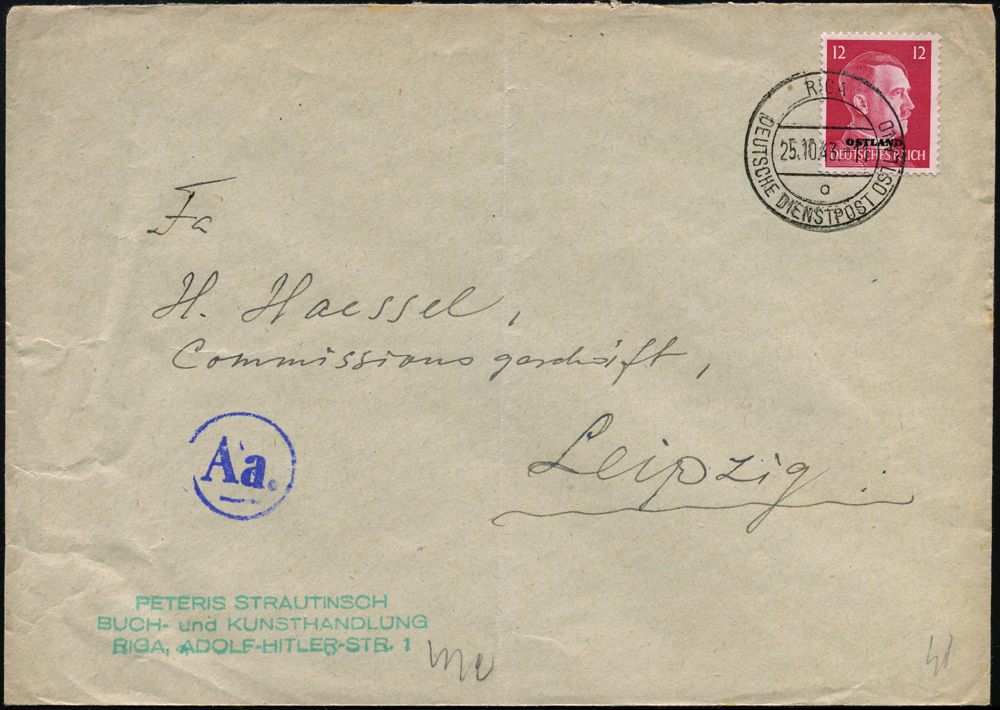 12 12
OSTLAND
DEUTSCHES REICH
RIGA
25.10.43
a
DEUTSCHE DIENSTPOST OSTLAND
Fa
H. Haessel,
Commissionsgeschäft,
Leipzig
Aa.
PETERIS STRAUTINSCH
BUCH- und KUNSTHANDLUNG
RIGA, ADOLF-HITLER-STR. 1